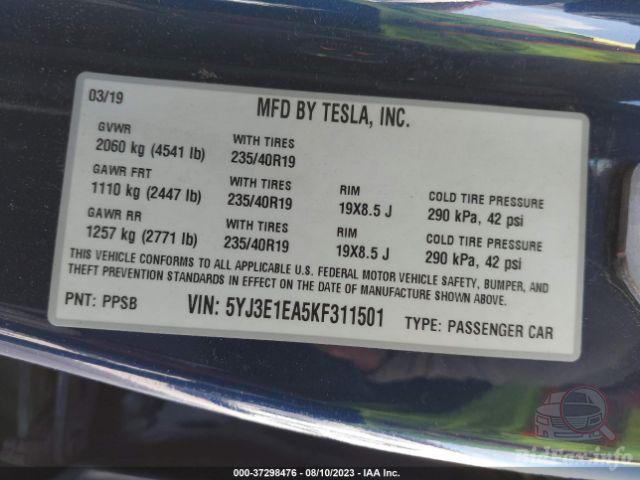 03/19
MFD BY TESLA, INC.
GVWR
2060 kg (4541 lb)
WITH TIRES
235/40R19
GAWR FRT
1110 kg (2447 lb)
WITH TIRES
235/40R19
RIM
19X8.5 J
COLD TIRE PRESSURE
290 kPa, 42 psi
GAWR RR
1257 kg (2771 lb)
WITH TIRES
235/40R19
RIM
19X8.5 J
COLD TIRE PRESSURE
290 kPa, 42 psi
THIS VEHICLE CONFORMS TO ALL APPLICABLE U.S. FEDERAL MOTOR VEHICLE SAFETY, BUMPER, AND
THEFT PREVENTION STANDARDS IN EFFECT ON THE DATE OF MANUFACTURE SHOWN ABOVE.
PNT: PPSB
VIN: 5YJ3E1EA5KF311501
TYPE: PASSENGER CAR
000-37298476 - 08/10/2023 - IAA Inc.